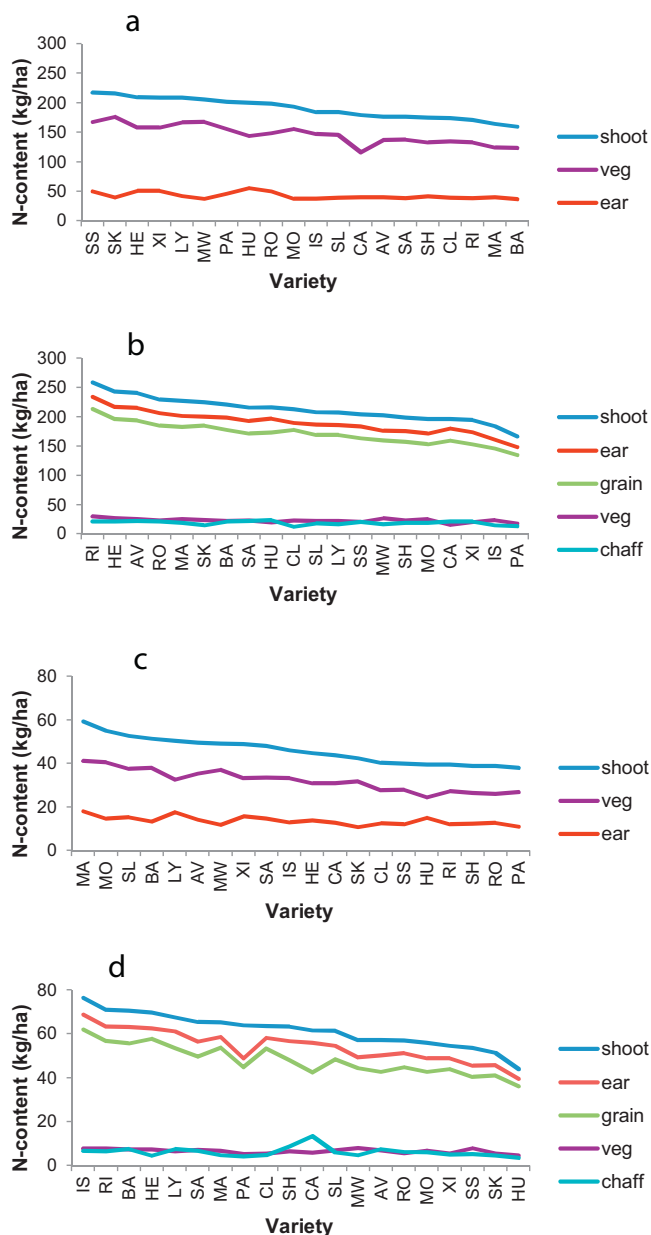 a
300
250
200
150
100
50
0
N-content (kg/ha)
SS SK HE XI LY MW PA HU RO MO IS SL CA AV SA SH CL RI MA BA
Variety
shoot
veg
ear
b
300
250
200
150
100
50
0
N-content (kg/ha)
RI HE AV RO MA SK BA SA HU CL SL LY SS MW SH MO CA XI IS PA
Variety
shoot
ear
grain
veg
chaff
c
80
60
40
20
0
N-content (kg/ha)
MA MO SL BA LY AV MW XI SA IS HE CA SK CL SS HU RI SH RO PA
Variety
shoot
veg
ear
d
80
60
40
20
0
N-content (kg/ha)
IS RI BA HE LY SA MA PA CL SH CA SL MW AV RO MO XI SS SK HU
Variety
shoot
ear
grain
veg
chaff